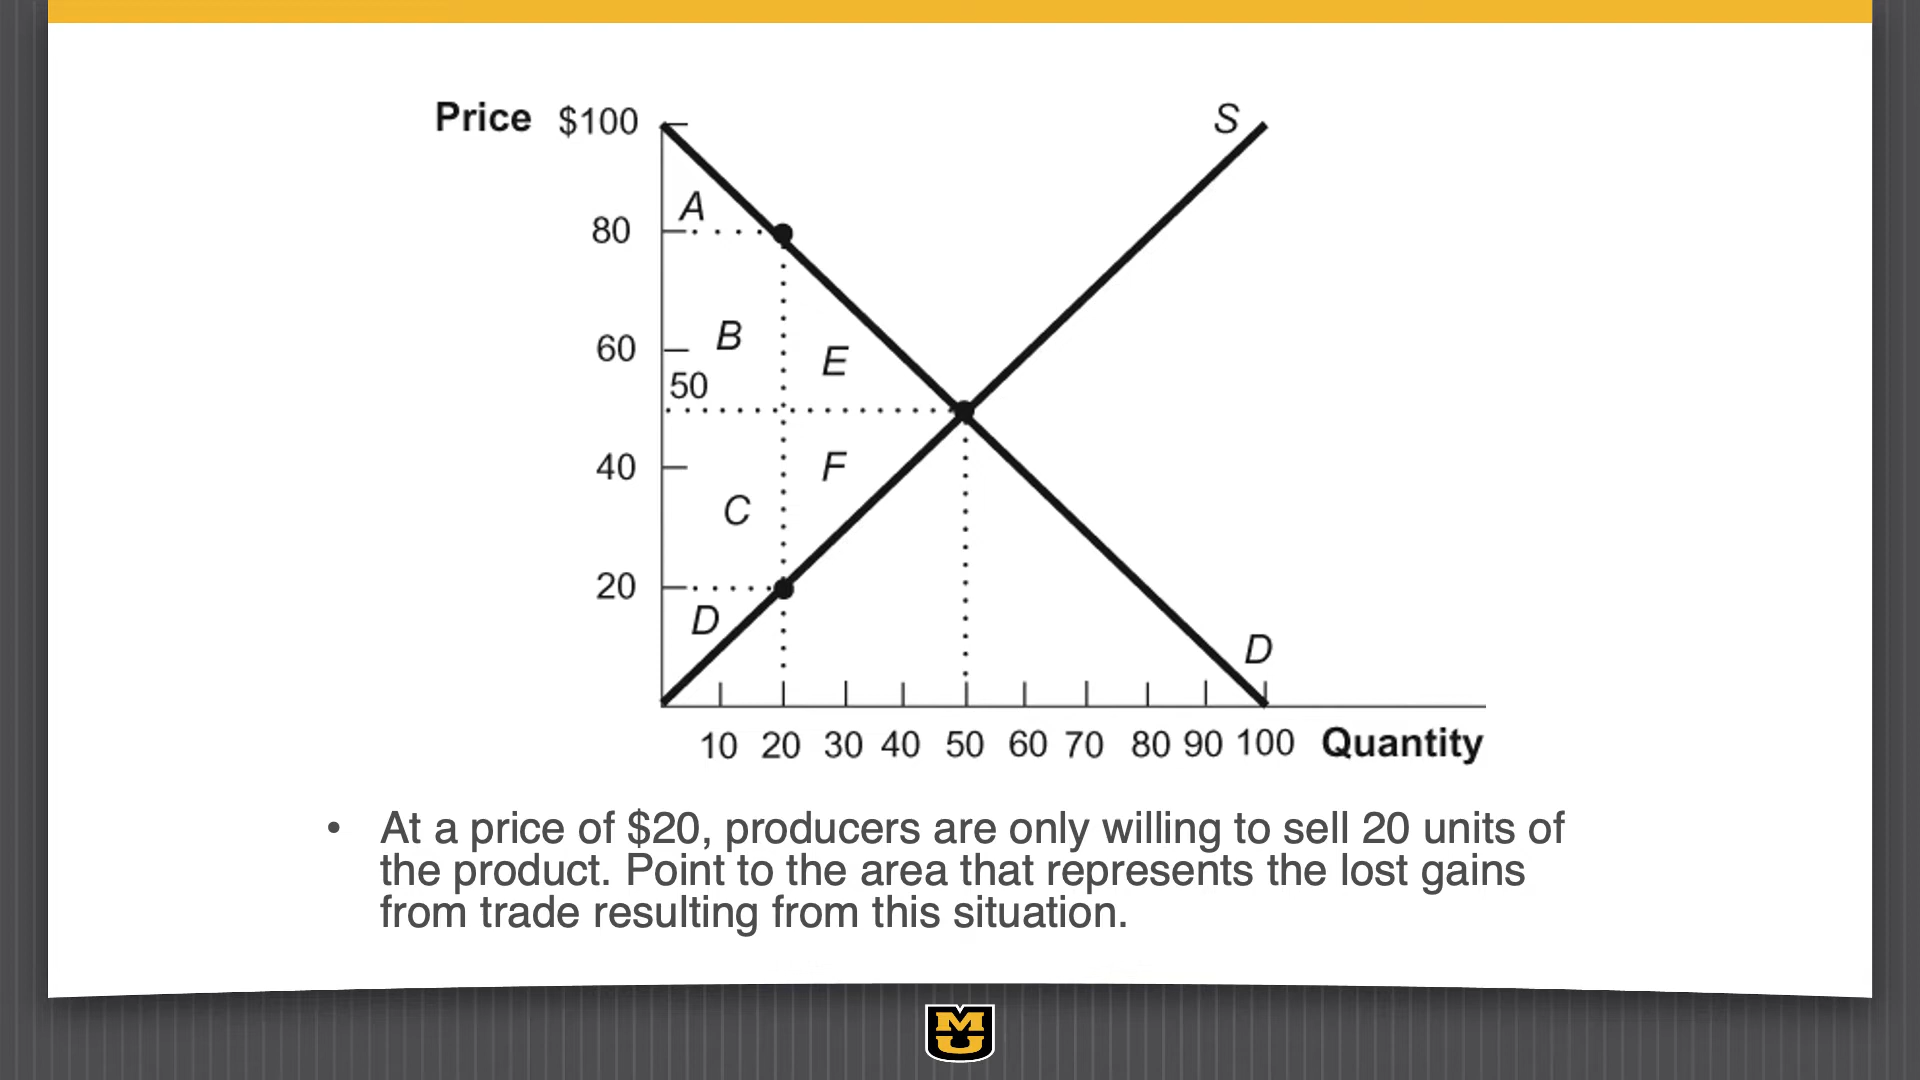 Price $100
S
A
80
B
60
E
50
40
F
C
20
D
D
10 20 30 40 50 60 70 80 90 100 Quantity
• At a price of $20, producers are only willing to sell 20 units of
the product. Point to the area that represents the lost gains
from trade resulting from this situation.
MU